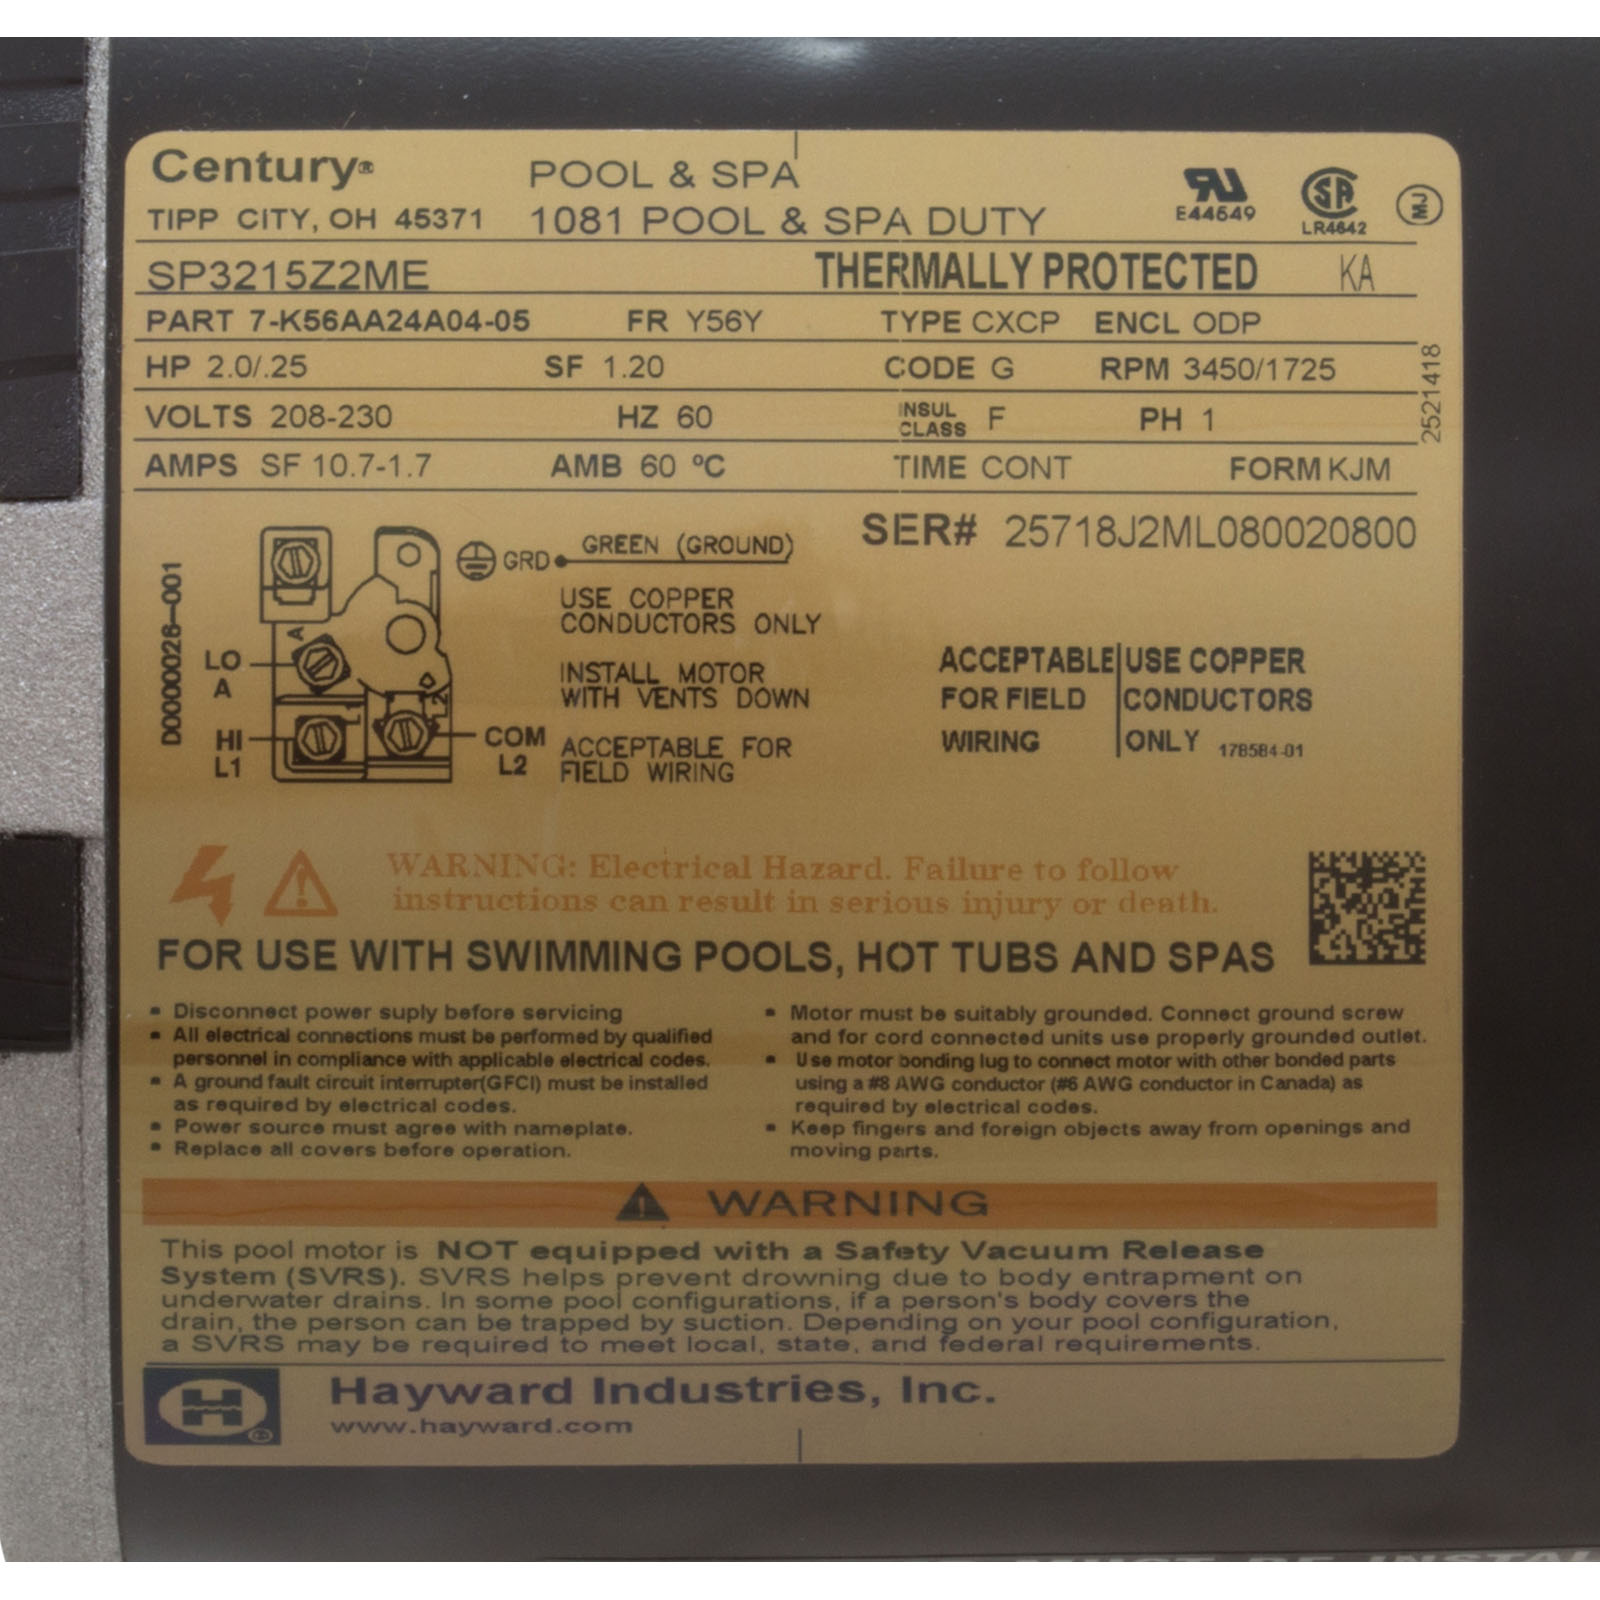 Century®
POOL & SPA
TIPP CITY, OH 45371
1081 POOL & SPA DUTY
E44549
LR4642
MJ
SP3215Z2ME THERMALLY PROTECTED KA
PART 7-K56AA24A04-05 FR Y56Y TYPE CXCP ENCL ODP
HP 2.0/.25 SF 1.20 CODE G RPM 3450/1725
VOLTS 208-230 HZ 60 INSUL CLASS F PH 1
AMPS SF 10.7-1.7 AMB 60 ºC TIME CONT FORM KJM
2521418
SER# 25718J2ML080020800
D000026-001
A
LO
A
HI
L1
L1
L2
COM
L2
GRD GREEN (GROUND)
USE COPPER
CONDUCTORS ONLY
INSTALL MOTOR
WITH VENTS DOWN
ACCEPTABLE FOR
FIELD WIRING
ACCEPTABLE
FOR FIELD
WIRING
USE COPPER
CONDUCTORS
ONLY 178584-01
WARNING: Electrical Hazard. Failure to follow
instructions can result in serious injury or death.
FOR USE WITH SWIMMING POOLS, HOT TUBS AND SPAS
Disconnect power suply before servicing
All electrical connections must be performed by qualified
personnel in compliance with applicable electrical codes.
A ground fault circuit interrupter(GFCI) must be installed
as required by electrical codes.
Power source must agree with nameplate.
Replace all covers before operation.
Motor must be suitably grounded. Connect ground screw
and for cord connected units use properly grounded outlet.
Use motor bonding lug to connect motor with other bonded parts
using a #8 AWG conductor (#6 AWG conductor in Canada) as
required by electrical codes.
Keep fingers and foreign objects away from openings and
moving parts.
WARNING
This pool motor is NOT equipped with a Safety Vacuum Release
System (SVRS). SVRS helps prevent drowning due to body entrapment on
underwater drains. In some pool configurations, if a person's body covers the
drain, the person can be trapped by suction. Depending on your pool configuration,
a SVRS may be required to meet local, state, and federal requirements.
H
Hayward Industries, Inc.
www.hayward.com